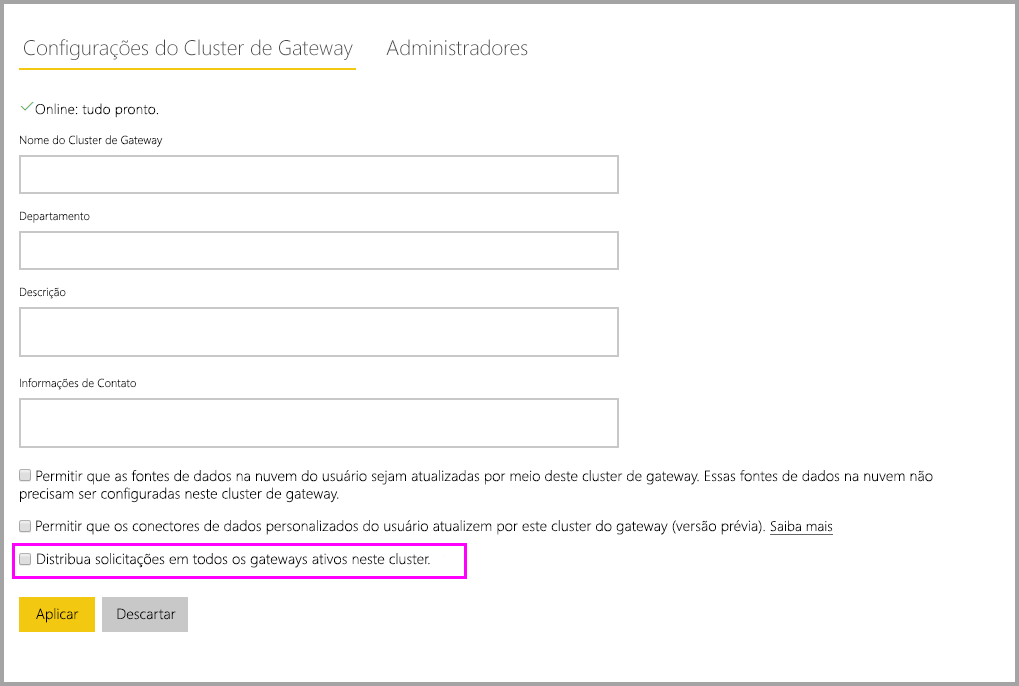 Configurações do Cluster de Gateway Administradores
Online: tudo pronto.
Nome do Cluster de Gateway
Departamento
Descrição
Informações de Contato
Permitir que as fontes de dados na nuvem do usuário sejam atualizadas por meio deste cluster de gateway. Essas fontes de dados na nuvem não
precisam ser configuradas neste cluster de gateway.
Permitir que os conectores de dados personalizados do usuário atualizem por este cluster do gateway (versão prévia). Saiba mais
Distribua solicitações em todos os gateways ativos neste cluster.
Aplicar Descartar